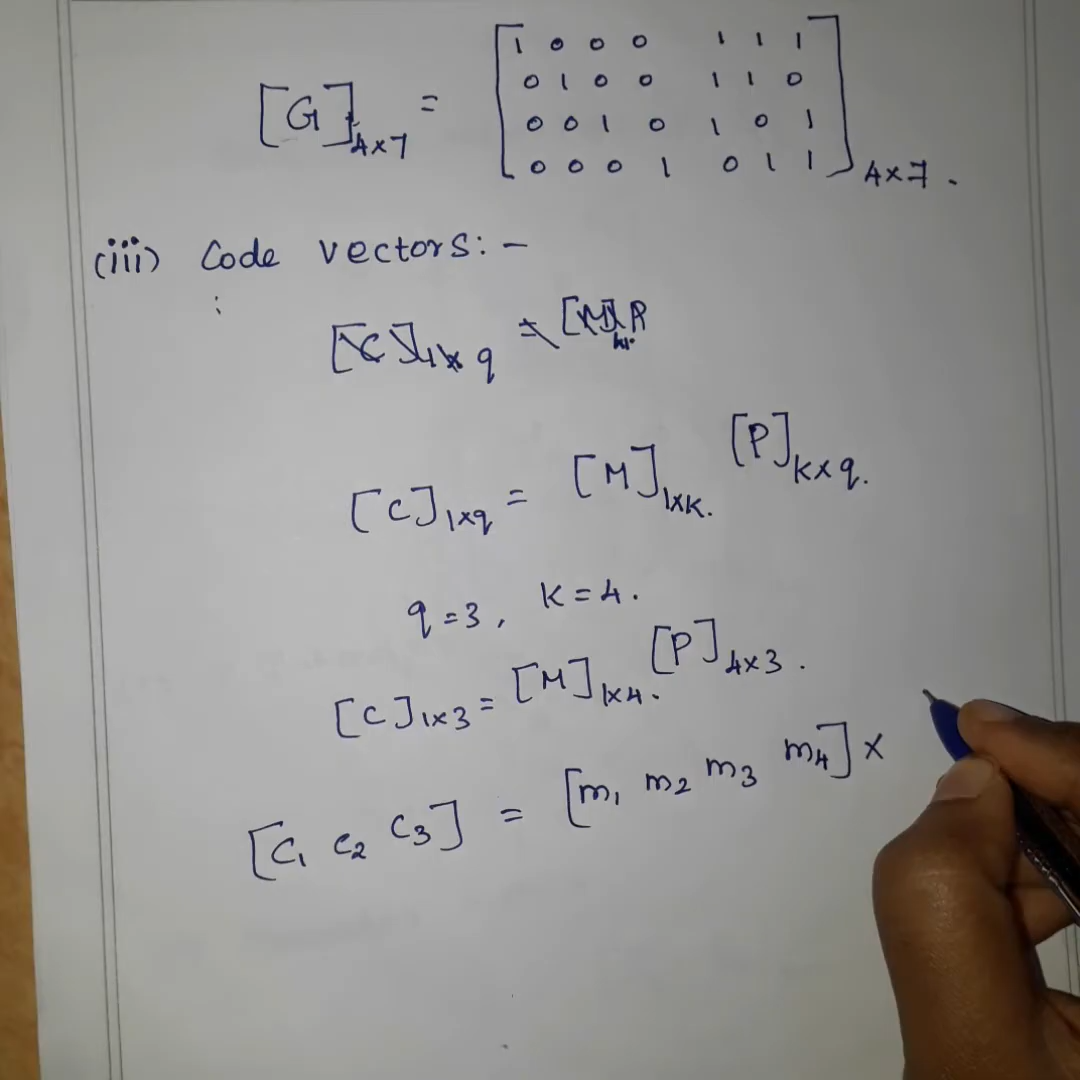 [G]4×7 = [1 0 0 0 1 1 1
0 1 0 0 1 1 0
0 0 1 0 1 0 1
0 0 0 1 0 1 1]4×7.
(iii) Code vectors:-
[C]1×q = [M]1×k. [P]k×q.
q=3, k=4.
[C]1×3 = [M]1×4. [P]4×3.
[C1 C2 C3] = [m1 m2 m3 m4] ×